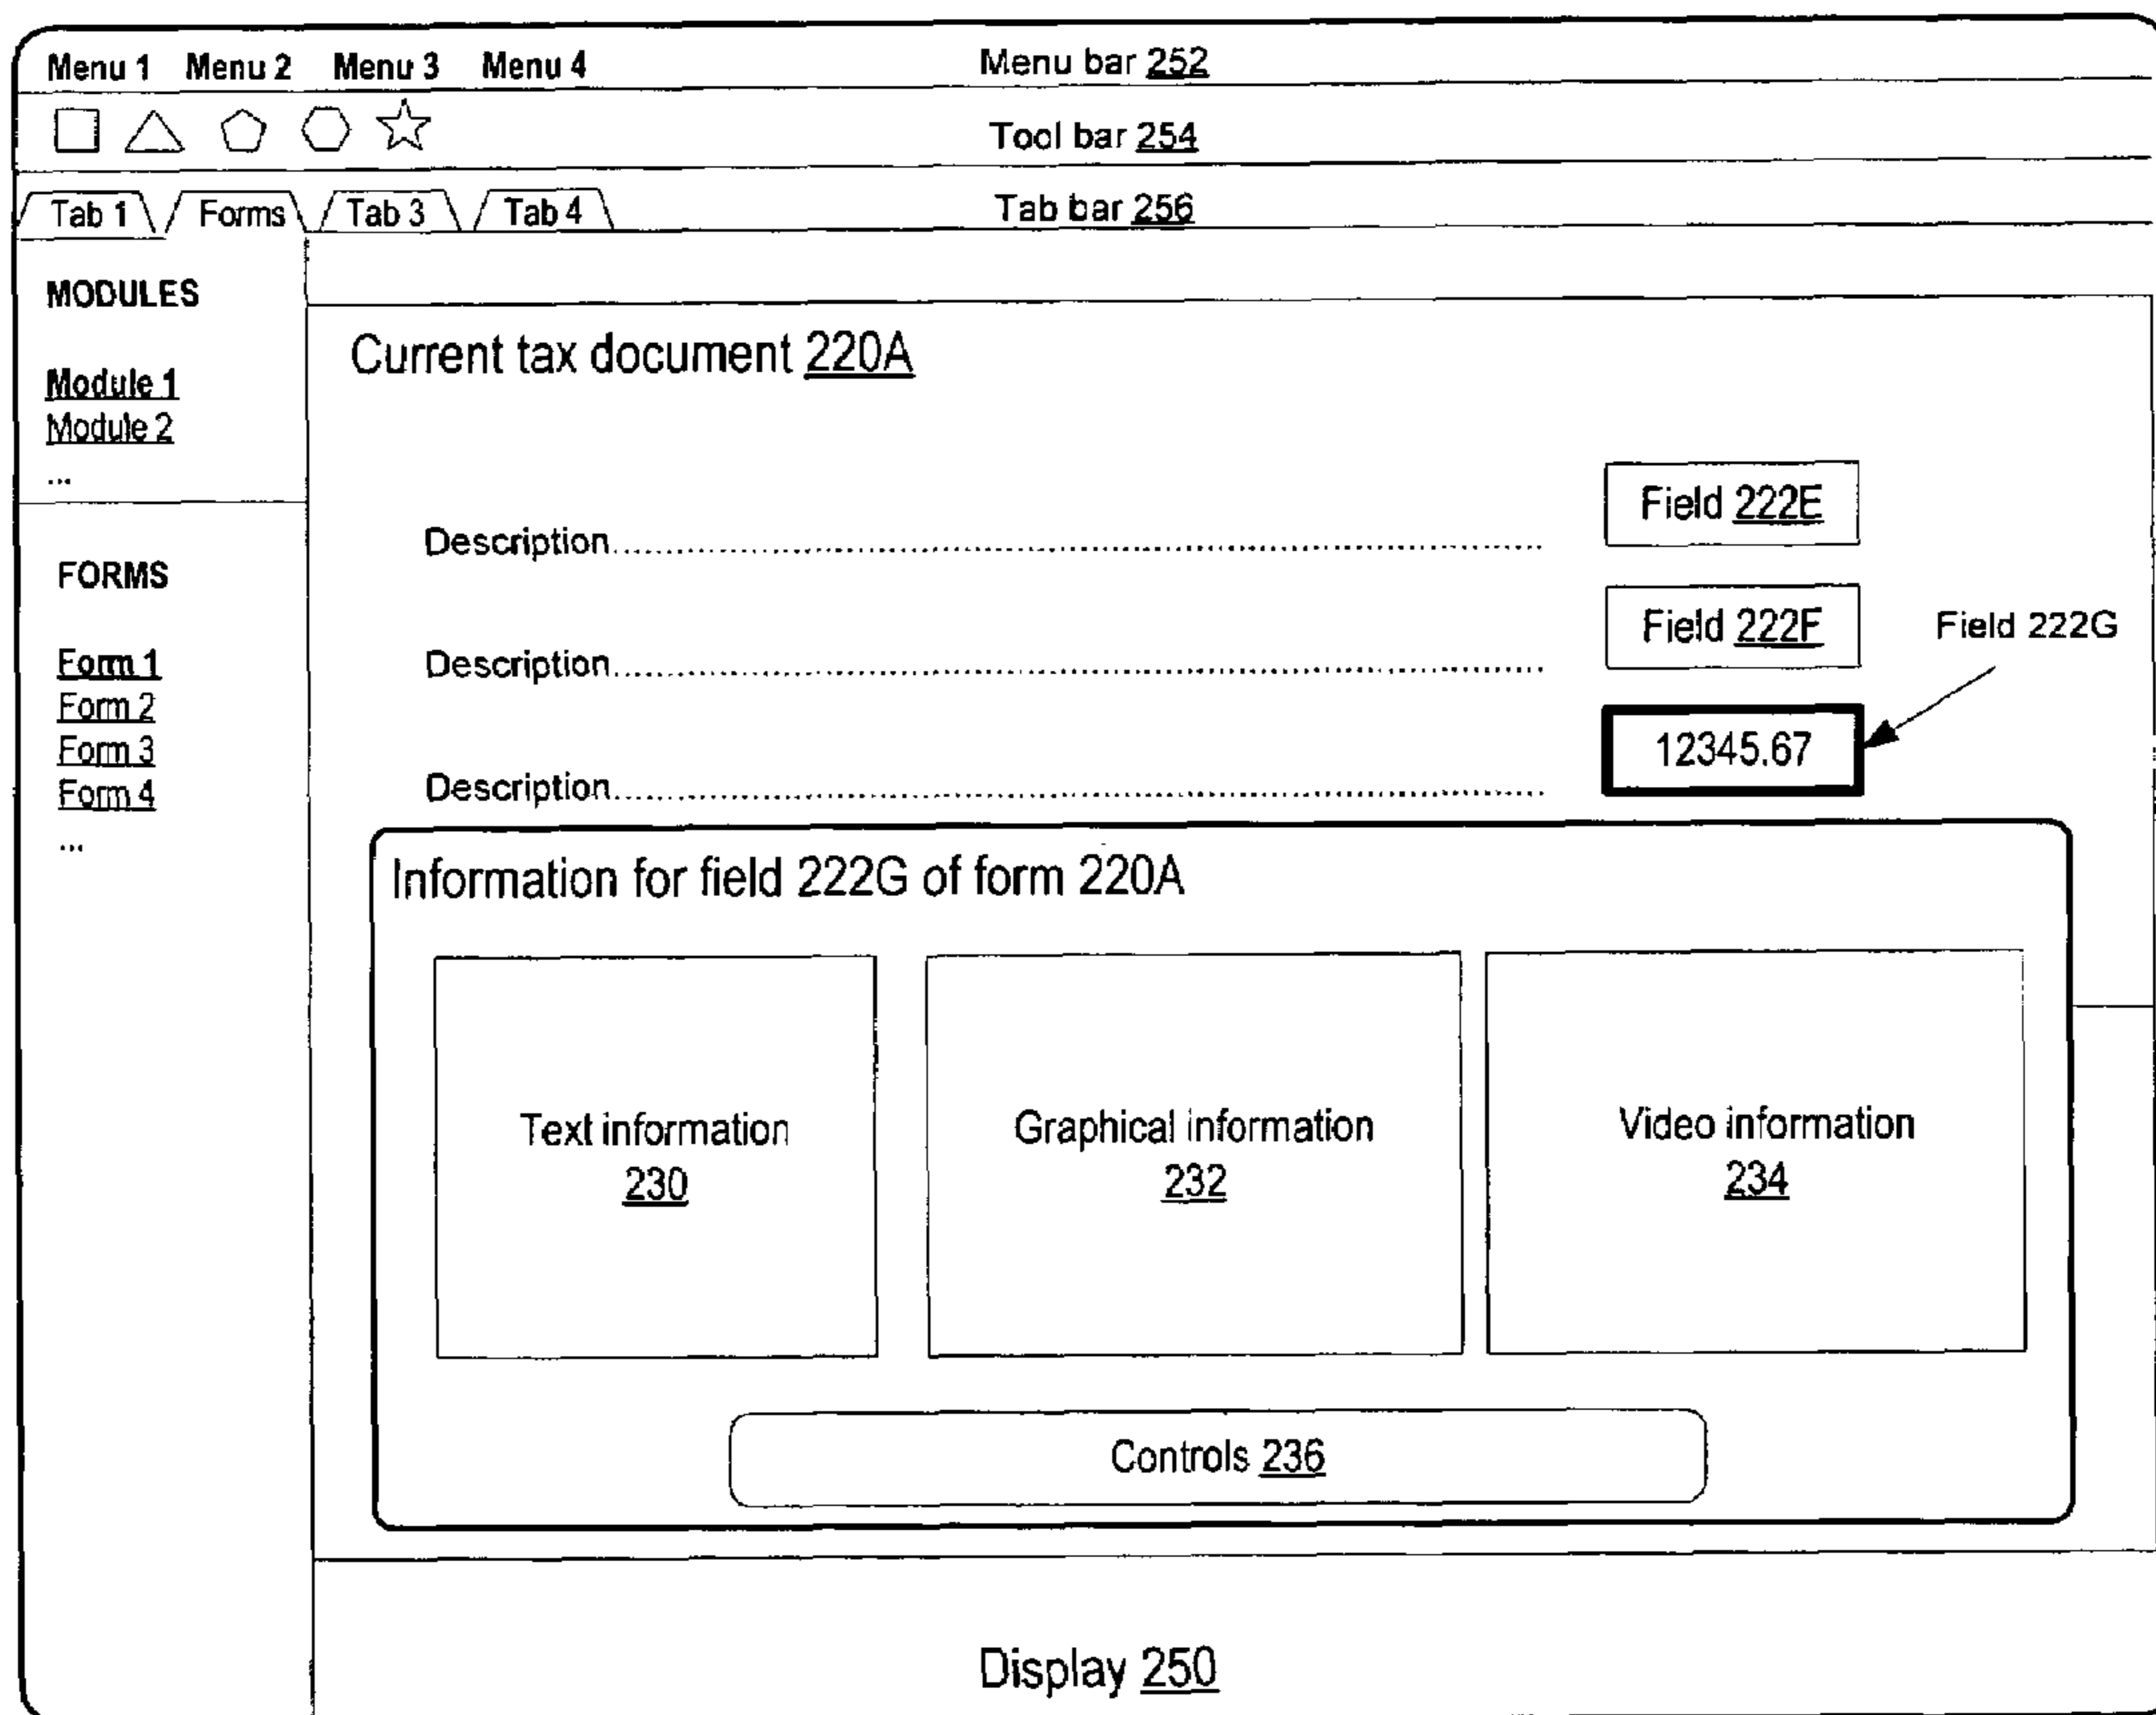 Menu 1 Menu 2 Menu 3 Menu 4 Menu bar 252
Tool bar 254
Tab 1 Forms Tab 3 Tab 4 Tab bar 256
MODULES
Module 1
Module 2
...
FORMS
Form 1
Form 2
Form 3
Form 4
...
Current tax document 220A
Description........................................ Field 222E
Description........................................ Field 222F
Field 222G
Description........................................ 12345.67
Information for field 222G of form 220A
Text information
230
Graphical information
232
Video information
234
Controls 236
Display 250